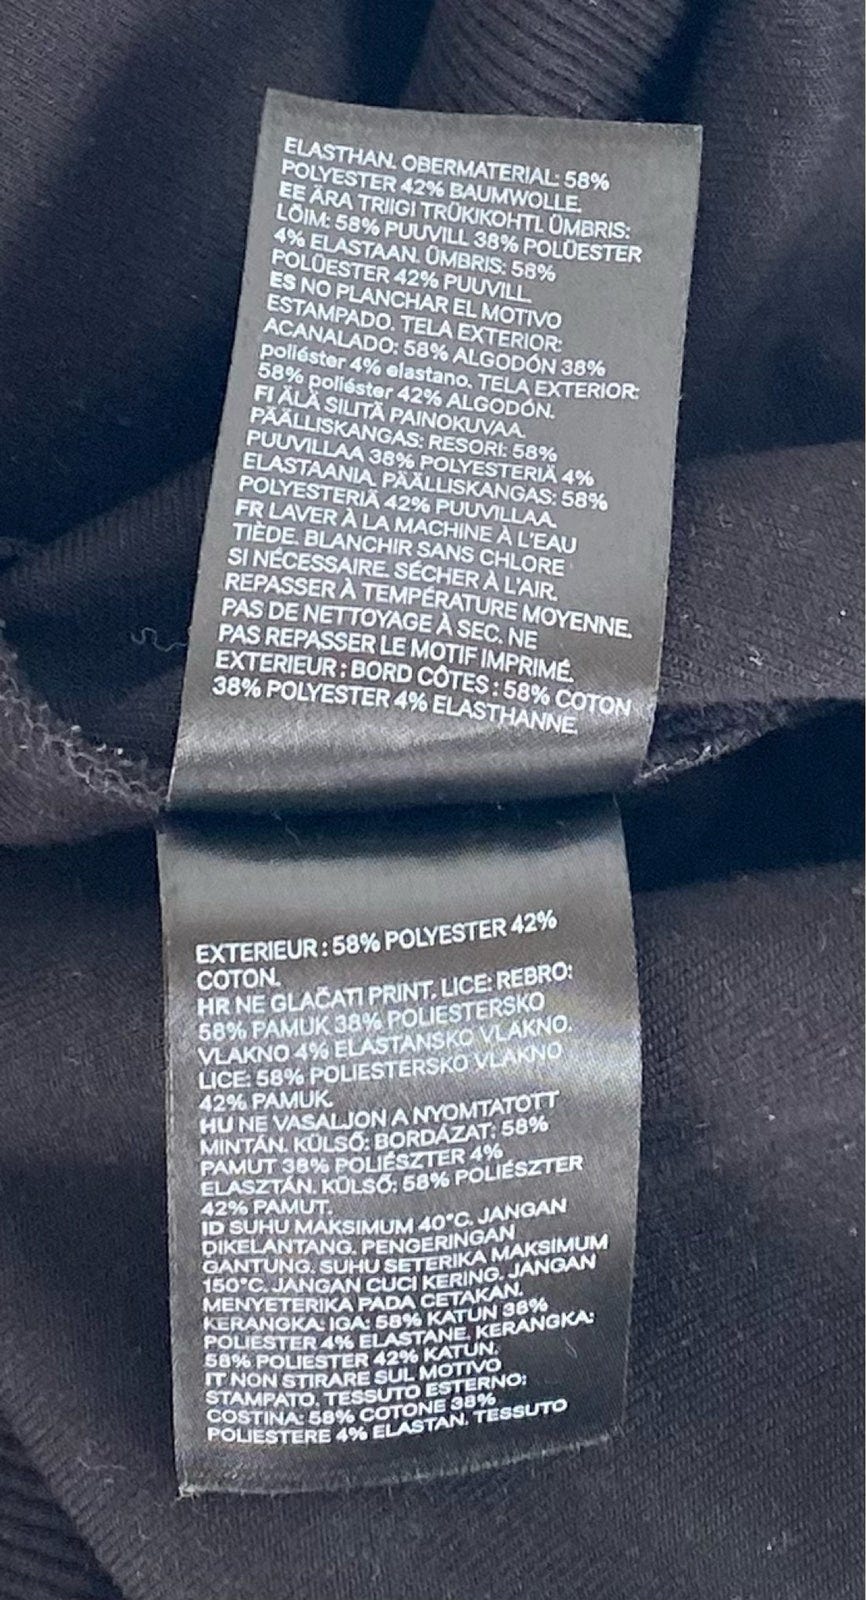 ELASTHAN. OBERMATERIAL: 58%
POLYESTER 42% BAUMWOLLE.
EE ÄRA TRIIGI TRÜKIKOHTI. ÜMBRIS:
LÕIM: 58% PUUVILL 38% POLÜESTER
4% ELASTAAN. ÜMBRIS: 58%
POLÜESTER 42% PUUVILL.
ES NO PLANCHAR EL MOTIVO
ESTAMPADO. TELA EXTERIOR:
ACANALADO: 58% ALGODÓN 38%
poliéster 4% elastano. TELA EXTERIOR:
58% poliéster 42% ALGODÓN.
FI ÄLÄ SILITÄ PAINOKUVAA.
PÄÄLLISKANGAS: RESORI: 58%
PUUVILLAA 38% POLYESTERIÄ 4%
ELASTAANIA. PÄÄLLISKANGAS: 58%
POLYESTERIÄ 42% PUUVILLAA.
FR LAVER À LA MACHINE À L'EAU
TIÈDE. BLANCHIR SANS CHLORE
SI NÉCESSAIRE. SÉCHER À L'AIR.
REPASSER À TEMPÉRATURE MOYENNE.
PAS DE NETTOYAGE À SEC. NE
PAS REPASSER LE MOTIF IMPRIMÉ.
EXTERIEUR : BORD CÔTES : 58% COTON
38% POLYESTER 4% ELASTHANNE.
EXTERIEUR : 58% POLYESTER 42%
COTON.
HR NE GLAČATI PRINT. LICE: REBRO:
58% PAMUK 38% POLIESTERSKO
VLAKNO 4% ELASTANSKO VLAKNO.
LICE: 58% POLIESTERSKO VLAKNO
42% PAMUK.
HU NE VASALJON A NYOMTATOTT
MINTÁN. KÜLSŐ: BORDÁZAT: 58%
PAMUT 38% POLIÉSZTER 4%
ELASZTÁN. KÜLSŐ: 58% POLIÉSZTER
42% PAMUT.
ID SUHU MAKSIMUM 40°C. JANGAN
DIKELANTANG. PENGERINGAN
GANTUNG. SUHU SETERIKA MAKSIMUM
150°C. JANGAN CUCI KERING. JANGAN
MENYETERIKA PADA CETAKAN.
KERANGKA: IGA: 58% KATUN 38%
POLIESTER 4% ELASTANE. KERANGKA:
58% POLIESTER 42% KATUN.
IT NON STIRARE SUL MOTIVO
STAMPATO. TESSUTO ESTERNO:
COSTINA: 58% COTONE 38%
POLIESTERE 4% ELASTAN. TESSUTO